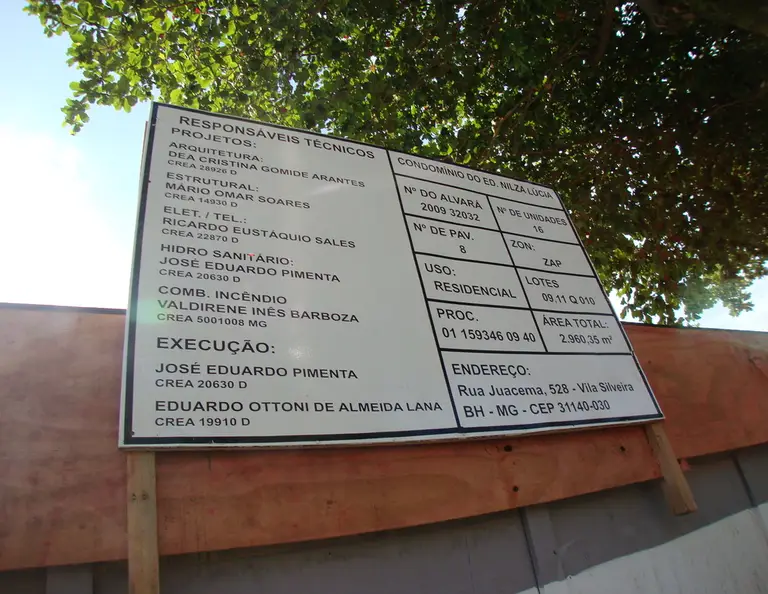 RESPONSÁVEIS TÉCNICOS
PROJETOS:
ARQUITETURA:
DEA CRISTINA GOMIDE ARANTES
CREA 28926 D
ESTRUTURAL:
MÁRIO OMAR SOARES
CREA 14930 D
ELET. / TEL.:
RICARDO EUSTÁQUIO SALES
CREA 22870 D
HIDRO SANITÁRIO:
JOSÉ EDUARDO PIMENTA
CREA 20630 D
COMB. INCÊNDIO
VALDIRENE INÊS BARBOZA
CREA 5001008 MG
EXECUÇÃO:
JOSÉ EDUARDO PIMENTA
CREA 20630 D
EDUARDO OTTONI DE ALMEIDA LANA
CREA 19910 D
CONDOMÍNIO DO ED. NILZA LÚCIA
Nº DO ALVARÁ
2009 32032
Nº DE UNIDADES
16
Nº DE PAV.
8
ZON:
ZAP
USO:
RESIDENCIAL
LOTES
09.11 Q 010
PROC.
01 159346 09 40
ÁREA TOTAL:
2.960,35 m²
ENDEREÇO:
Rua Juacema, 528 - Vila Silveira
BH - MG - CEP 31140-030